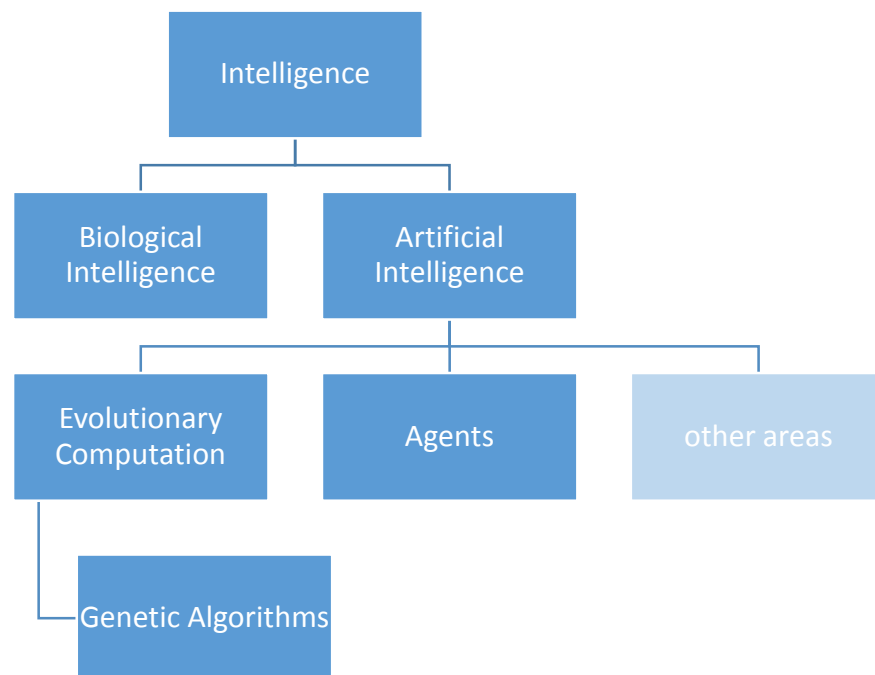 Intelligence
Biological
Intelligence
Artificial
Intelligence
Evolutionary
Computation
Agents
other areas
Genetic Algorithms